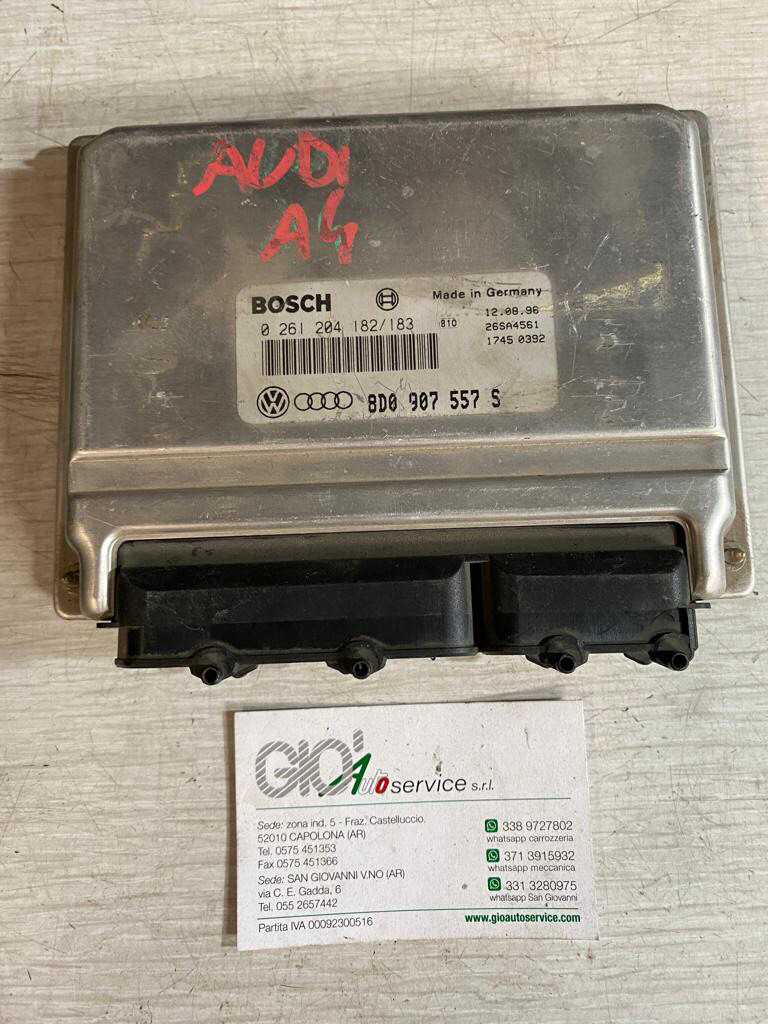 AUDI
A4
BOSCH
Made in Germany
0 261 204 182/183
810
12.08.96
26SA4561
1745 0392
8D0 907 557 S
GIO' Autoservice s.r.l.
Sede: zona ind. 5 - Fraz. Castelluccio.
52010 CAPOLONA (AR)
Tel. 0575 451353
Fax 0575 451366
Sede: SAN GIOVANNI V.NO (AR)
via C. E. Gadda, 6
Tel. 055 2657442
Partita IVA 00092300516
338 9727802
whatsapp carrozzeria
371 3915932
whatsapp meccanica
331 3280975
whatsapp San Giovanni
www.gioautoservice.com